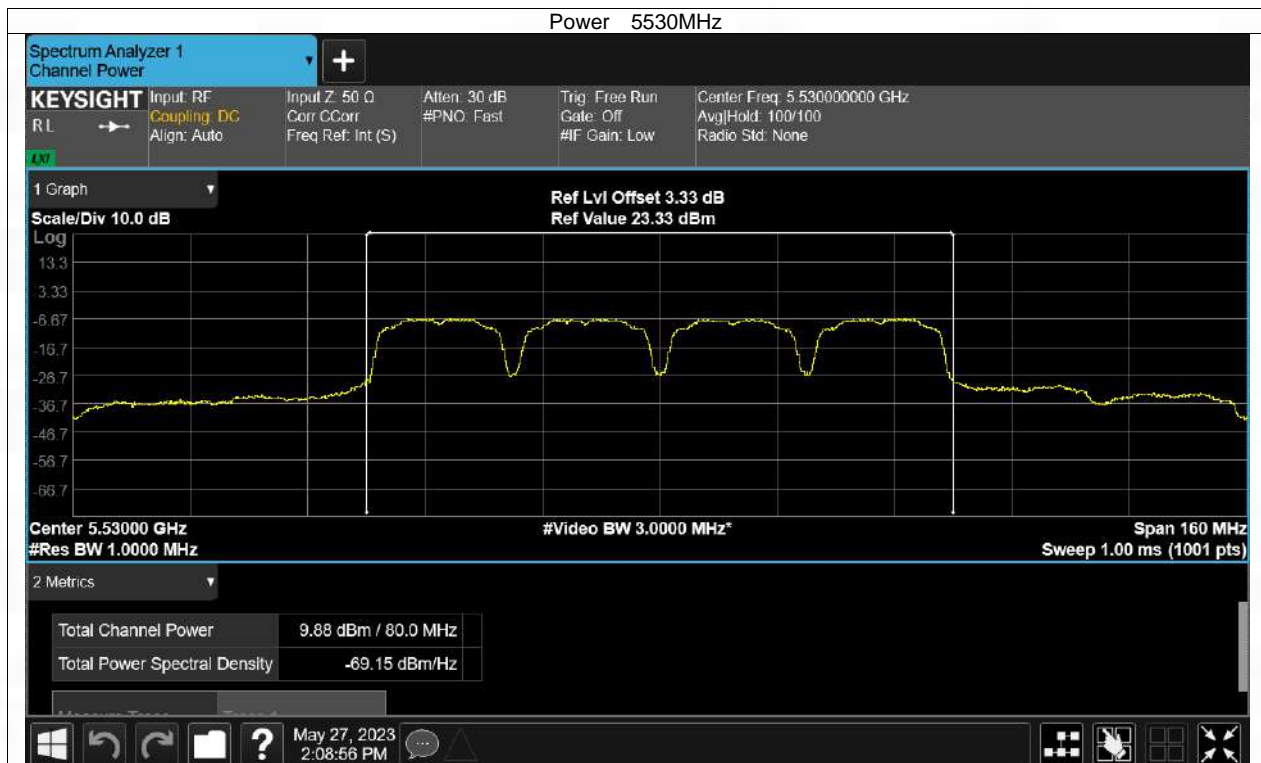 Power 5530MHz
Spectrum Analyzer 1
Channel Power
KEYSIGHT
RL
LXI
Input: RF
Coupling: DC
Align: Auto
Input Z: 50 Ω
Corr CCorr
Freq Ref: Int (S)
Atten: 30 dB
#PNO: Fast
Trig: Free Run
Gate: Off
#IF Gain: Low
Center Freq: 5.530000000 GHz
Avg|Hold: 100/100
Radio Std: None
1 Graph
Scale/Div 10.0 dB
Ref Lvl Offset 3.33 dB
Ref Value 23.33 dBm
Log
13.3
3.33
-6.67
-16.7
-26.7
-36.7
-46.7
-56.7
-66.7
Center 5.53000 GHz
#Video BW 3.0000 MHz*
Span 160 MHz
#Res BW 1.0000 MHz
Sweep 1.00 ms (1001 pts)
2 Metrics
Total Channel Power 9.88 dBm / 80.0 MHz
Total Power Spectral Density -69.15 dBm/Hz
May 27, 2023
2:08:56 PM